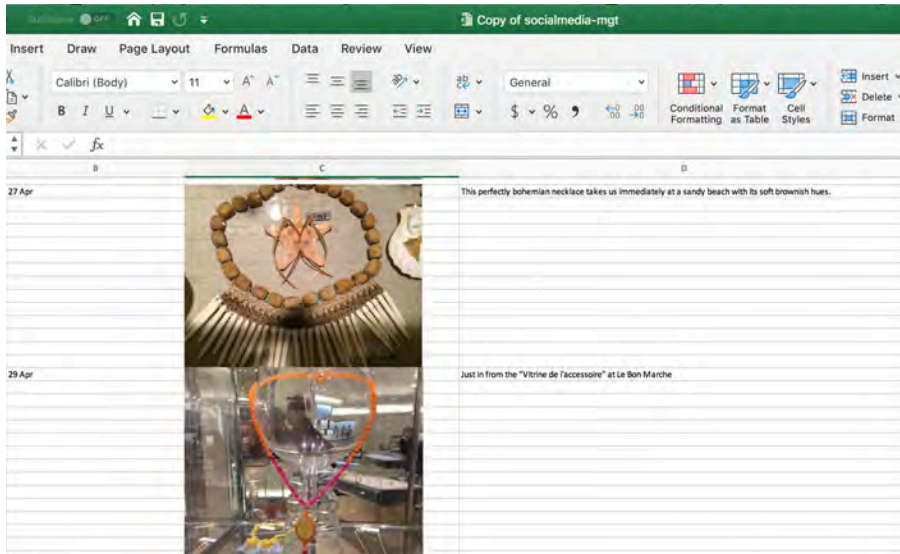 OFF
Copy of socialmedia-mgt
Insert Draw Page Layout Formulas Data Review View
Calibri (Body) 11 A A ab General Insert
B I U A $ % Conditional Formatting Format as Table Cell Styles Delete
Format
fx
B C D
27 Apr This perfectly bohemian necklace takes us immediately at a sandy beach with its soft brownish hues.
29 Apr Just in from the "Vitrine de l'accessoire" at Le Bon Marche